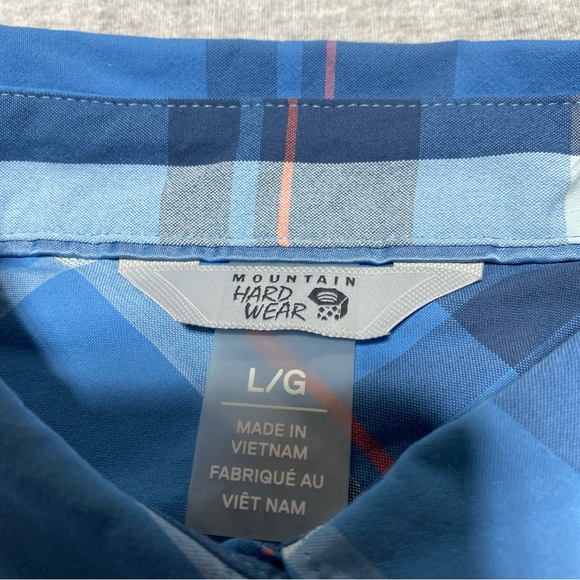 MOUNTAIN
HARD
WEAR
L/G
MADE IN
VIETNAM
FABRIQUÉ AU
VIÊT NAM